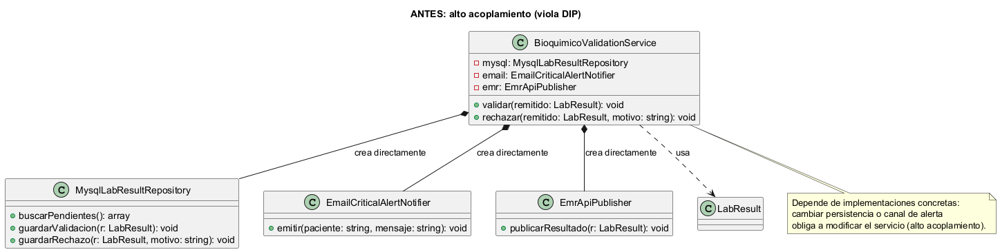 ANTES: alto acoplamiento (viola DIP)
C BioquimicoValidationService
mysql: MysqlLabResultRepository
email: EmailCriticalAlertNotifier
emr: EmrApiPublisher
validar(remitido: LabResult): void
rechazar(remitido: LabResult, motivo: string): void
crea directamente
crea directamente
crea directamente
usa
C MysqlLabResultRepository
buscarPendientes(): array
guardarValidacion(r: LabResult): void
guardarRechazo(r: LabResult, motivo: string): void
C EmailCriticalAlertNotifier
emitir(paciente: string, mensaje: string): void
C EmrApiPublisher
publicarResultado(r: LabResult): void
C LabResult
Depende de implementaciones concretas:
cambiar persistencia o canal de alerta
obliga a modificar el servicio (alto acoplamiento).